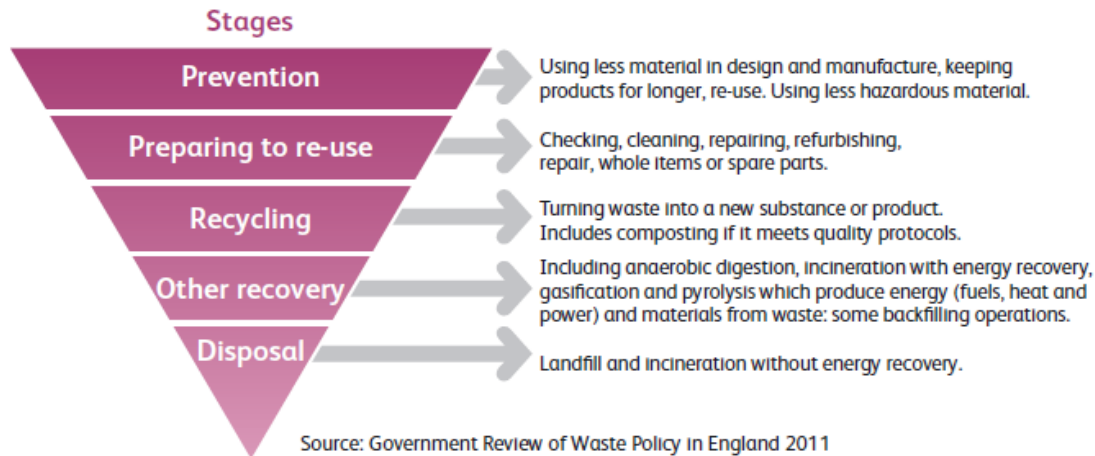 Stages
Prevention
Using less material in design and manufacture, keeping
products for longer, re-use. Using less hazardous material.
Preparing to re-use
Checking, cleaning, repairing, refurbishing,
repair, whole items or spare parts.
Recycling
Turning waste into a new substance or product.
Includes composting if it meets quality protocols.
Other recovery
Including anaerobic digestion, incineration with energy recovery,
gasification and pyrolysis which produce energy (fuels, heat and
power) and materials from waste: some backfilling operations.
Disposal
Landfill and incineration without energy recovery.
Source: Government Review of Waste Policy in England 2011